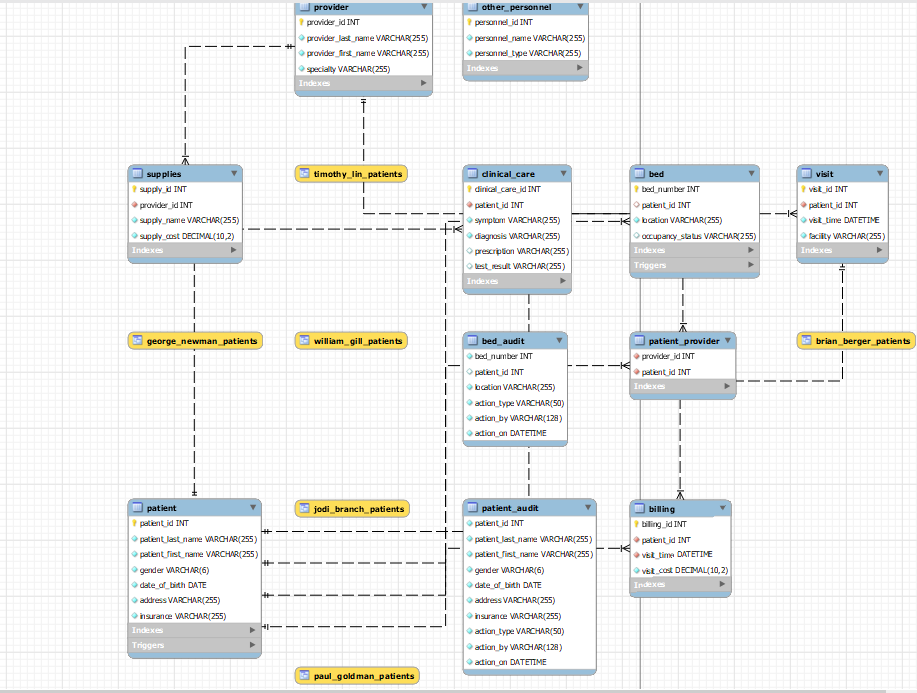 provider
provider_id INT
provider_last_name VARCHAR(255)
provider_first_name VARCHAR(255)
specialty VARCHAR(255)
Indexes
other_personnel
personnel_id INT
personnel_name VARCHAR(255)
personnel_type VARCHAR(255)
Indexes
supplies
supply_id INT
provider_id INT
supply_name VARCHAR(255)
supply_cost DECIMAL(10,2)
Indexes
timothy_lin_patients
clinical_care
clinical_care_id INT
patient_id INT
symptom VARCHAR(255)
diagnosis VARCHAR(255)
prescription VARCHAR(255)
test_result VARCHAR(255)
Indexes
bed
bed_number INT
patient_id INT
location VARCHAR(255)
occupancy_status VARCHAR(255)
Indexes
Triggers
visit
visit_id INT
patient_id INT
visit_time DATETIME
facility VARCHAR(255)
Indexes
george_newman_patients
william_gill_patients
bed_audit
bed_number INT
patient_id INT
location VARCHAR(255)
action_type VARCHAR(50)
action_by VARCHAR(128)
action_on DATETIME
patient_provider
provider_id INT
patient_id INT
Indexes
brian_berger_patients
patient
patient_id INT
patient_last_name VARCHAR(255)
patient_first_name VARCHAR(255)
gender VARCHAR(6)
date_of_birth DATE
address VARCHAR(255)
insurance VARCHAR(255)
Indexes
Triggers
jodi_branch_patients
patient_audit
patient_id INT
patient_last_name VARCHAR(255)
patient_first_name VARCHAR(255)
gender VARCHAR(6)
date_of_birth DATE
address VARCHAR(255)
insurance VARCHAR(255)
action_type VARCHAR(50)
action_by VARCHAR(128)
action_on DATETIME
billing
billing_id INT
patient_id INT
visit_time DATETIME
visit_cost DECIMAL(10,2)
Indexes
paul_goldman_patients